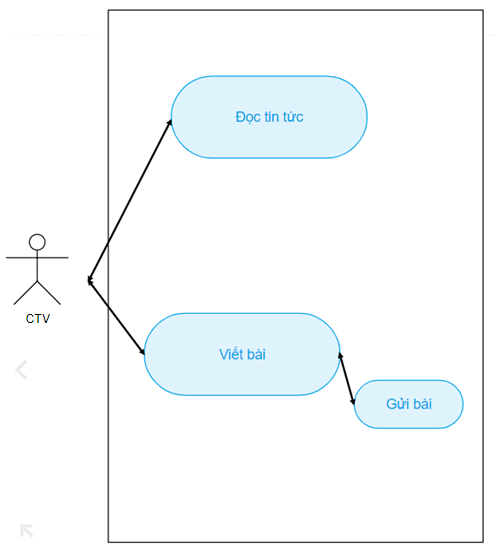 Đọc tin tức
CTV
Viết bài
Gửi bài